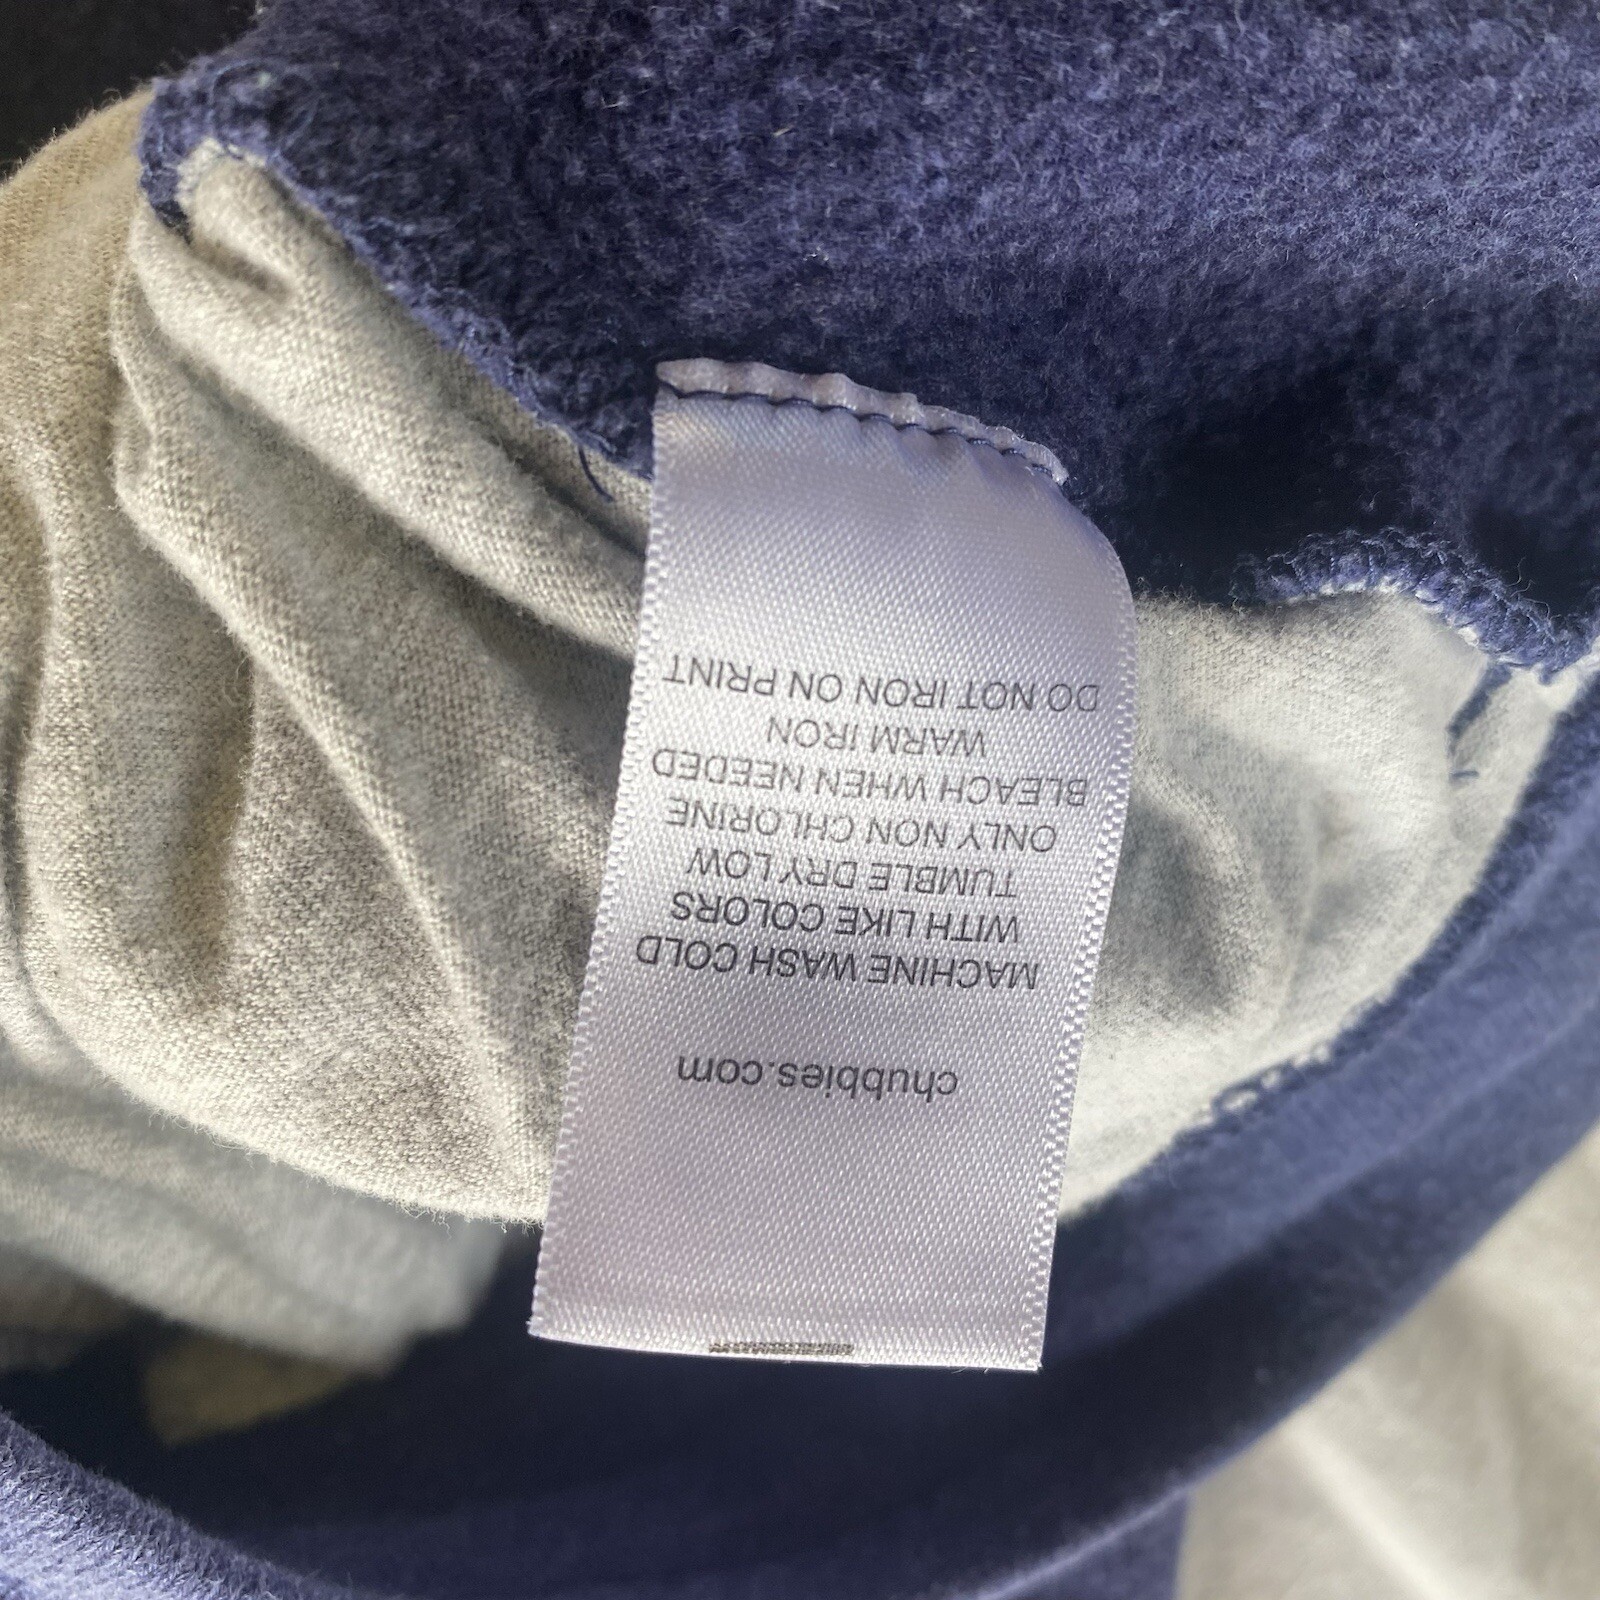 chubbies.com
MACHINE WASH COLD
WITH LIKE COLORS
TUMBLE DRY LOW
ONLY NON CHLORINE
BLEACH WHEN NEEDED
WARM IRON
DO NOT IRON ON PRINT